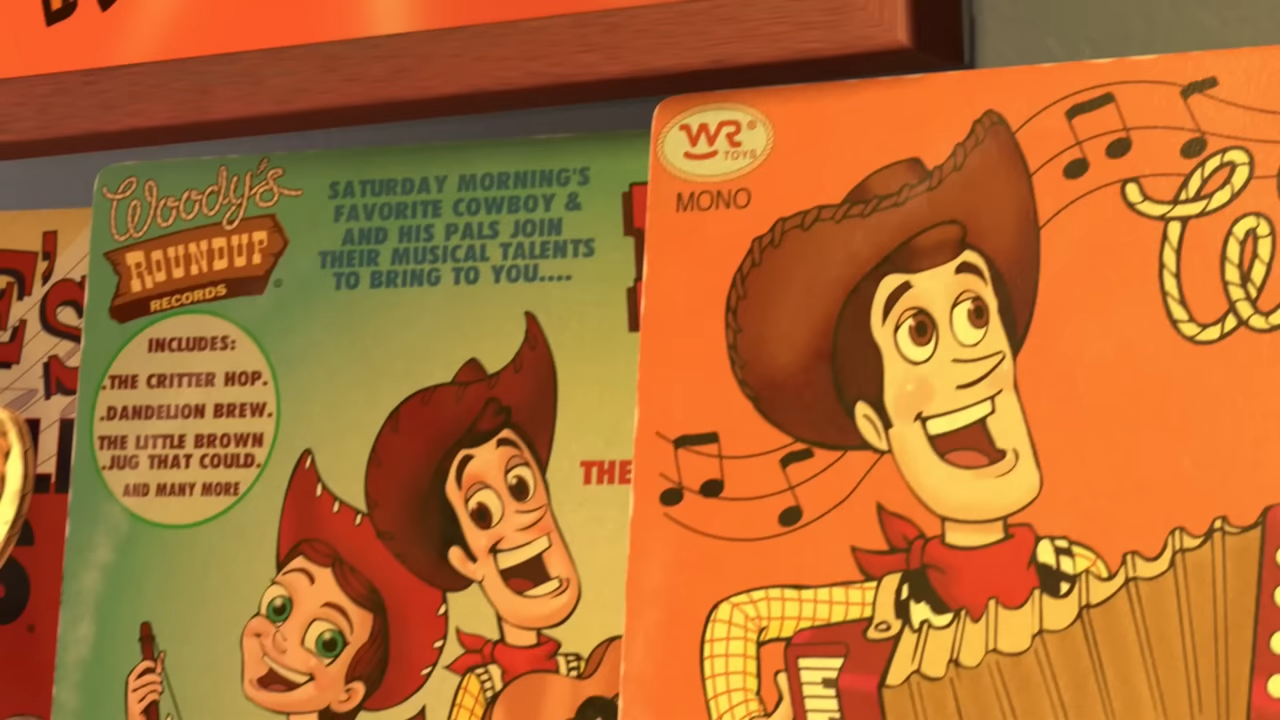 Woody's
ROUNDUP
RECORDS
SATURDAY MORNING'S
FAVORITE COWBOY &
AND HIS PALS JOIN
THEIR MUSICAL TALENTS
TO BRING TO YOU....
INCLUDES:
.THE CRITTER HOP.
.DANDELION BREW.
THE LITTLE BROWN
.JUG THAT COULD.
AND MANY MORE
THE
WR®
TOYS
MONO